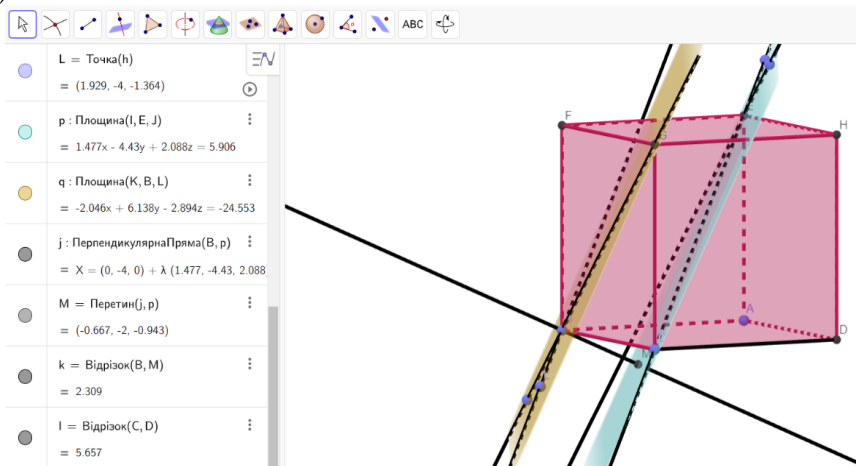 ABC
L = Точка(h)
= (1.929, -4, -1.364)
p : Площина(I, E, J)
= 1.477x - 4.43y + 2.088z = 5.906
q : Площина(K, B, L)
= -2.046x + 6.138y - 2.894z = -24.553
j : ПерпендикулярнаПряма(B, p)
= X = (0, -4, 0) + λ (1.477, -4.43, 2.088
M = Перетин(j, p)
= (-0.667, -2, -0.943)
k = Відрізок(B, M)
= 2.309
l = Відрізок(C, D)
= 5.657
F
E
H
G
A
D
M